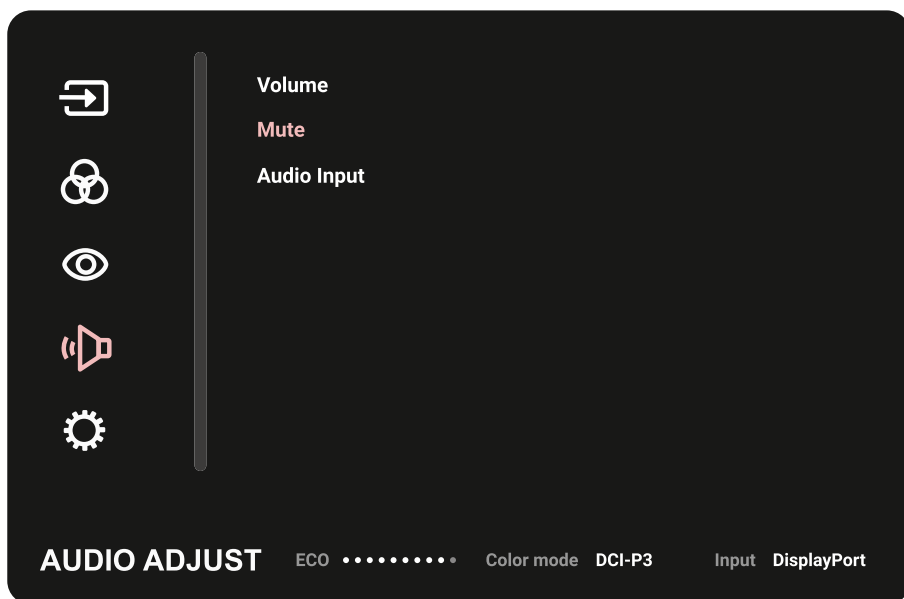 Volume
Mute
Audio Input
AUDIO ADJUST ECO Color mode DCI-P3 Input DisplayPort